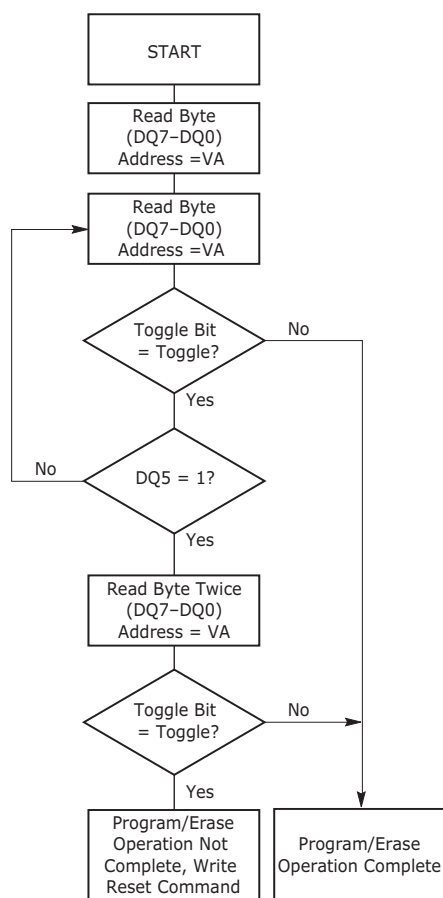 START
Read Byte
(DQ7–DQ0)
Address =VA
Read Byte
(DQ7–DQ0)
Address =VA
Toggle Bit
= Toggle?
No
Yes
No
DQ5 = 1?
Yes
Read Byte Twice
(DQ7–DQ0)
Address = VA
Toggle Bit
= Toggle?
No
Yes
Program/Erase
Operation Not
Complete, Write
Reset Command
Program/Erase
Operation Complete